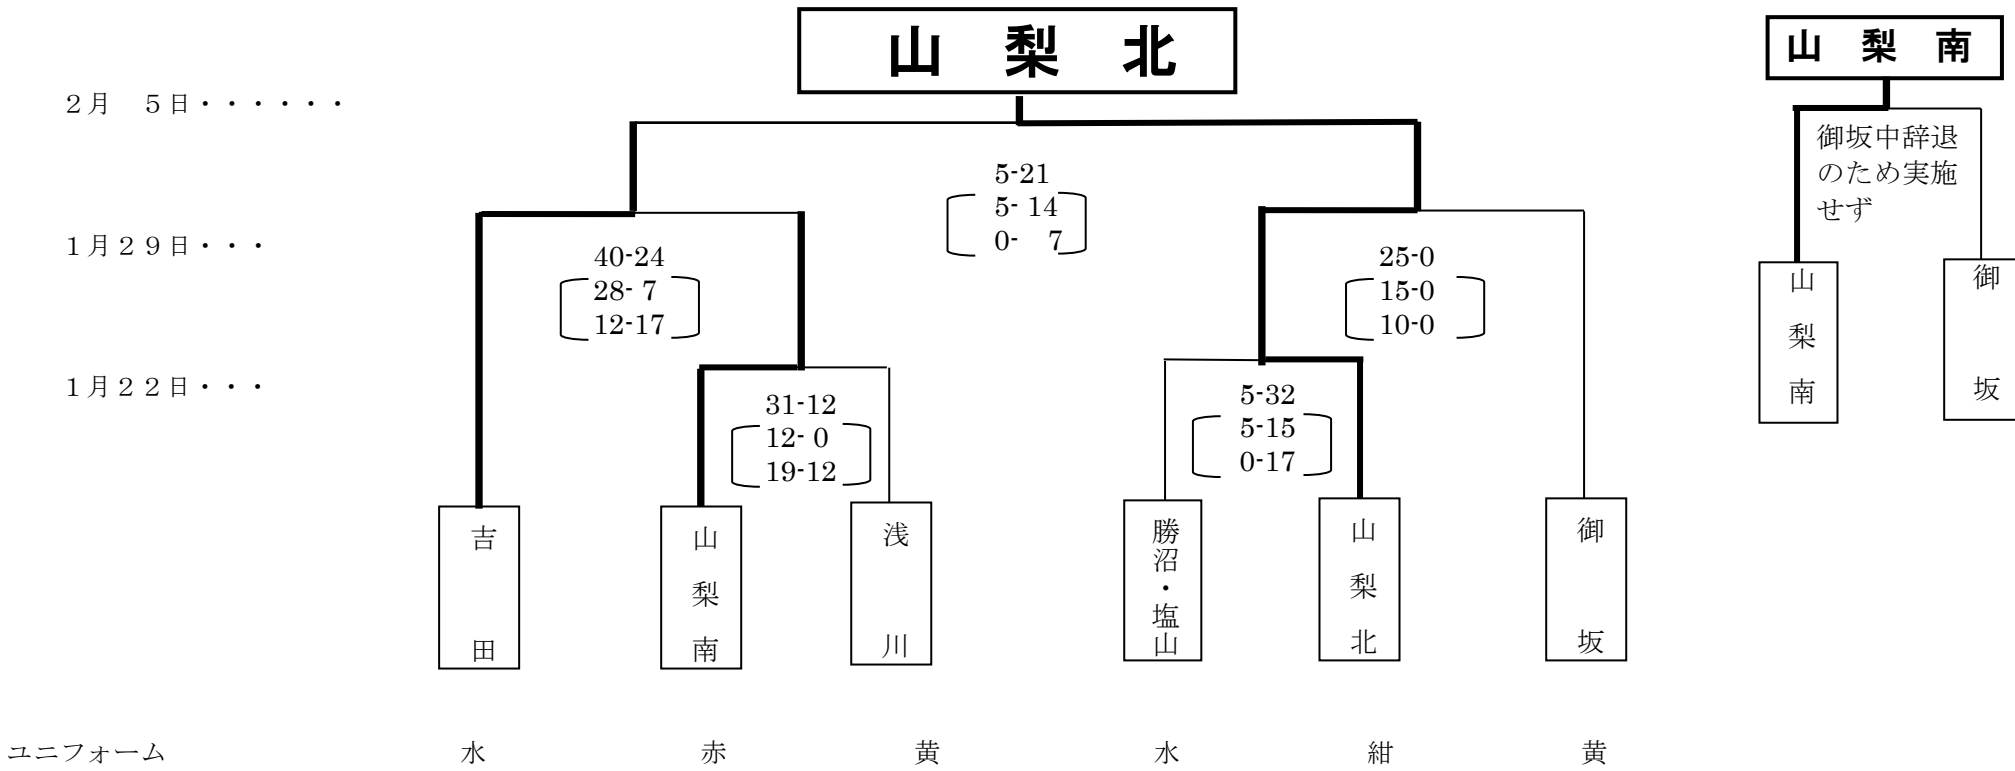 山 梨 北
山 梨 南
2月 5日・・・・・・
御坂中辞退
のため実施
せず
5-21
5- 14
0- 7
1月29日・・・
40-24
28- 7
12-17
25-0
15-0
10-0
山梨南
御坂
1月22日・・・
31-12
12- 0
19-12
5-32
5-15
0-17
吉田
山梨南
浅川
勝沼・塩山
山梨北
御坂
ユニフォーム 水 赤 黄 水 紺 黄